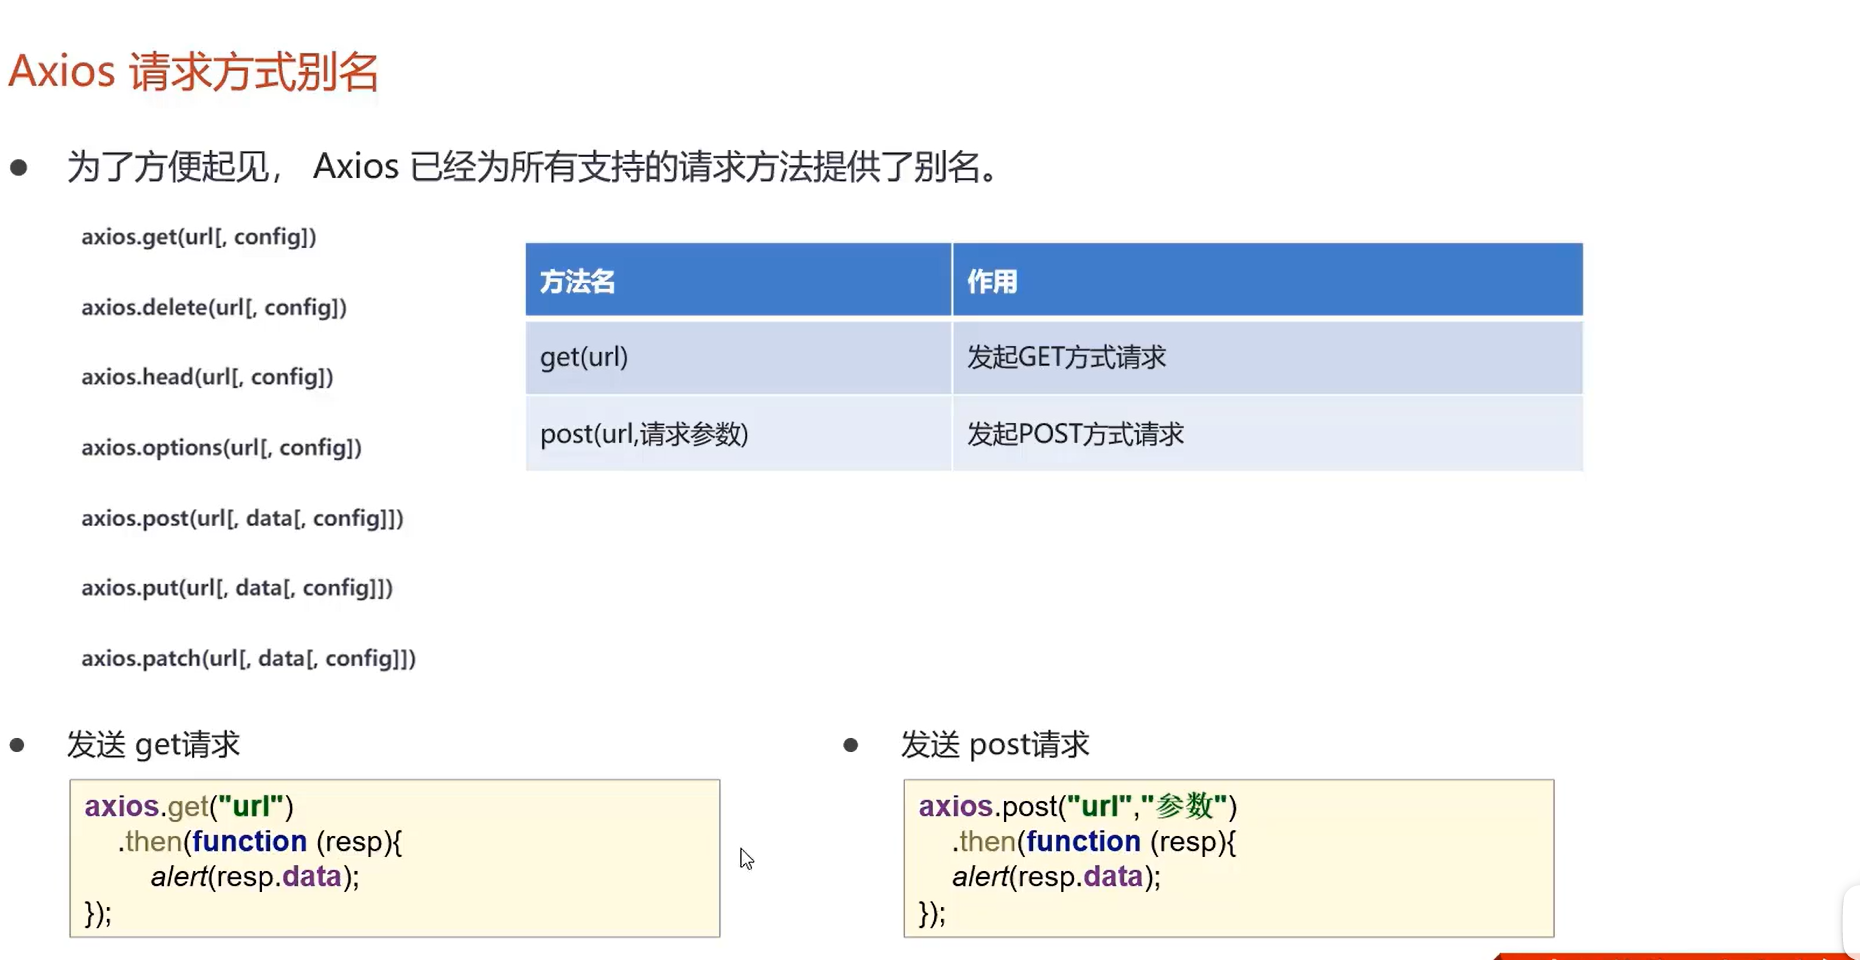 Axios 请求方式别名
为了方便起见， Axios 已经为所有支持的请求方法提供了别名。
axios.get(url[, config])
axios.delete(url[, config])
axios.head(url[, config])
axios.options(url[, config])
axios.post(url[, data[, config]])
axios.put(url[, data[, config]])
axios.patch(url[, data[, config]])
方法名 作用
get(url) 发起GET方式请求
post(url,请求参数) 发起POST方式请求
发送 get请求
axios.get("url")
.then(function (resp){
alert(resp.data);
});
发送 post请求
axios.post("url","参数")
.then(function (resp){
alert(resp.data);
});